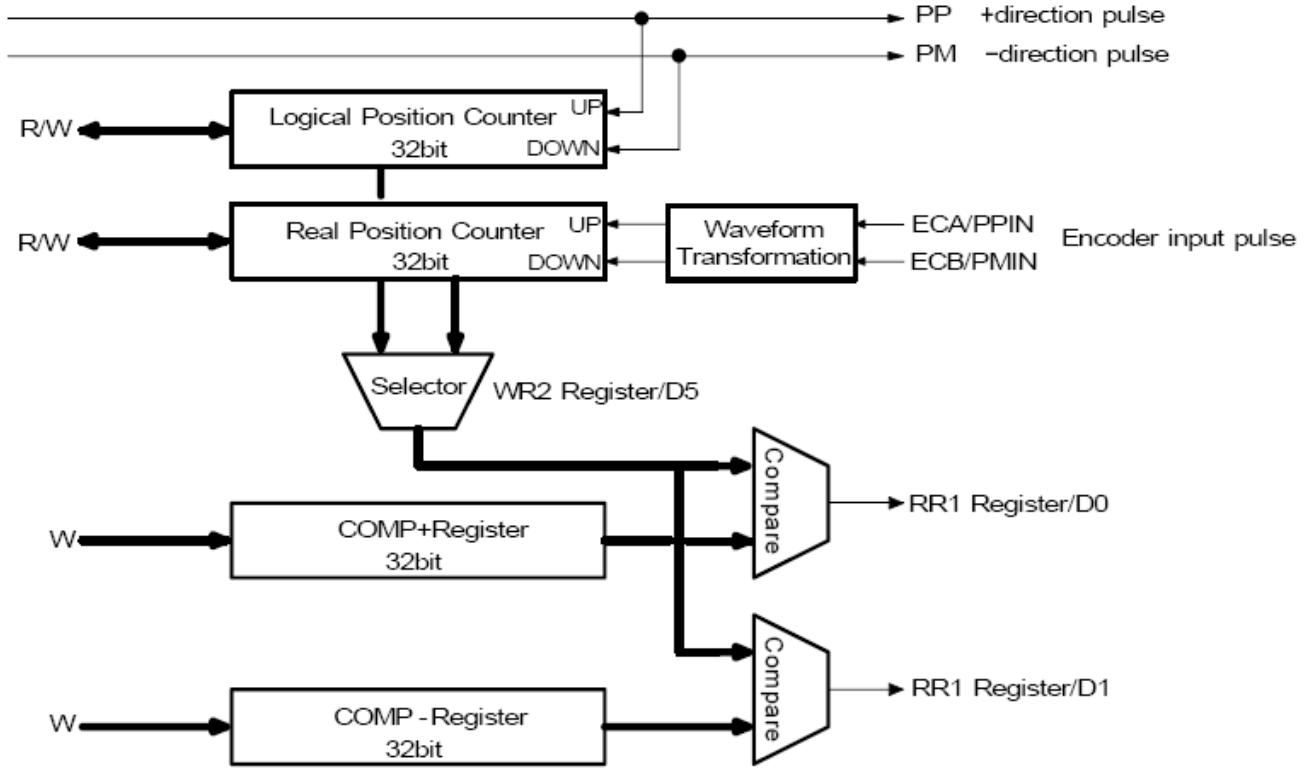 PP +direction pulse
PM −direction pulse
Logical Position Counter
32bit
UP
DOWN
R/W
Real Position Counter
32bit
UP
DOWN
R/W
Waveform
Transformation
ECA/PPIN
ECB/PMIN
Encoder input pulse
Selector
WR2 Register/D5
Compare
RR1 Register/D0
W
COMP+Register
32bit
Compare
RR1 Register/D1
W
COMP-Register
32bit